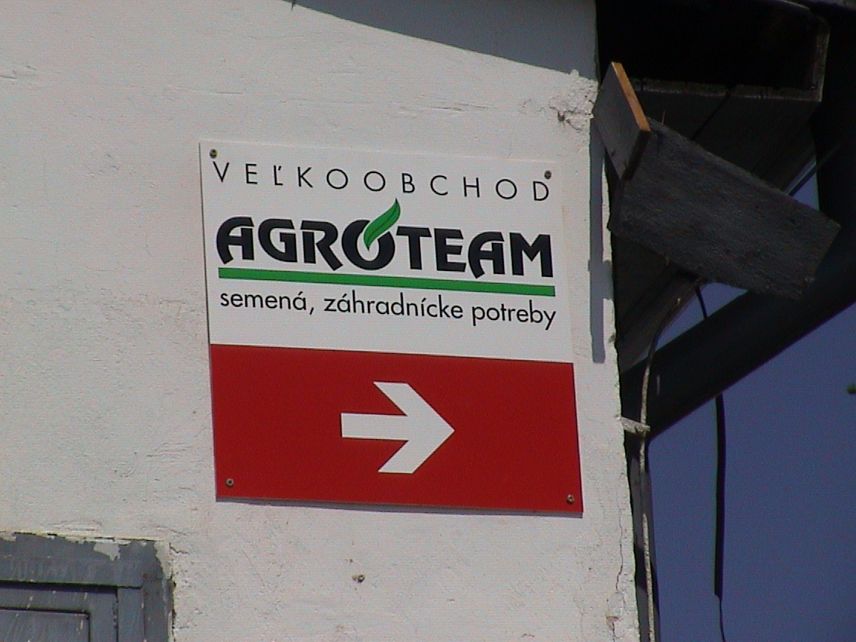 VEĽKOOBCHOD
AGROTEAM
semená, záhradnícke potreby